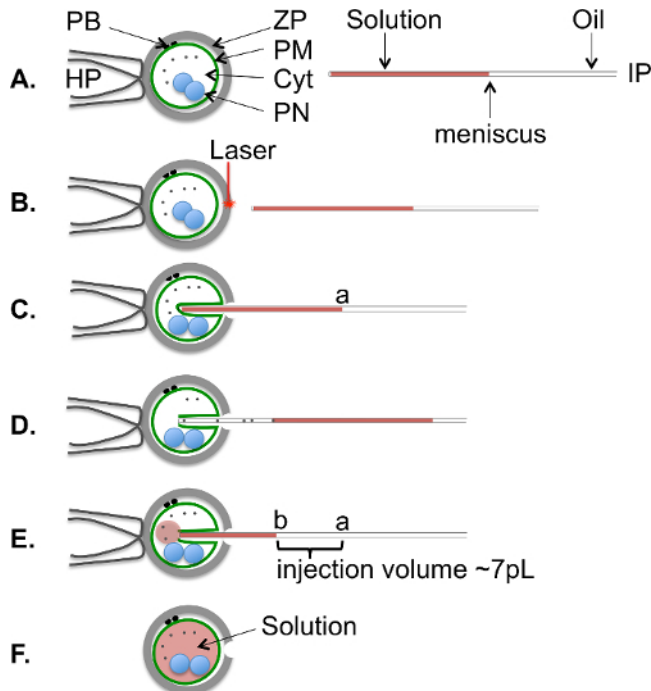 PB
ZP
Solution
Oil
PM
A.
HP
Cyt
IP
PN
meniscus
Laser
B.
a
C.
D.
b
a
E.
injection volume ~7pL
Solution
F.